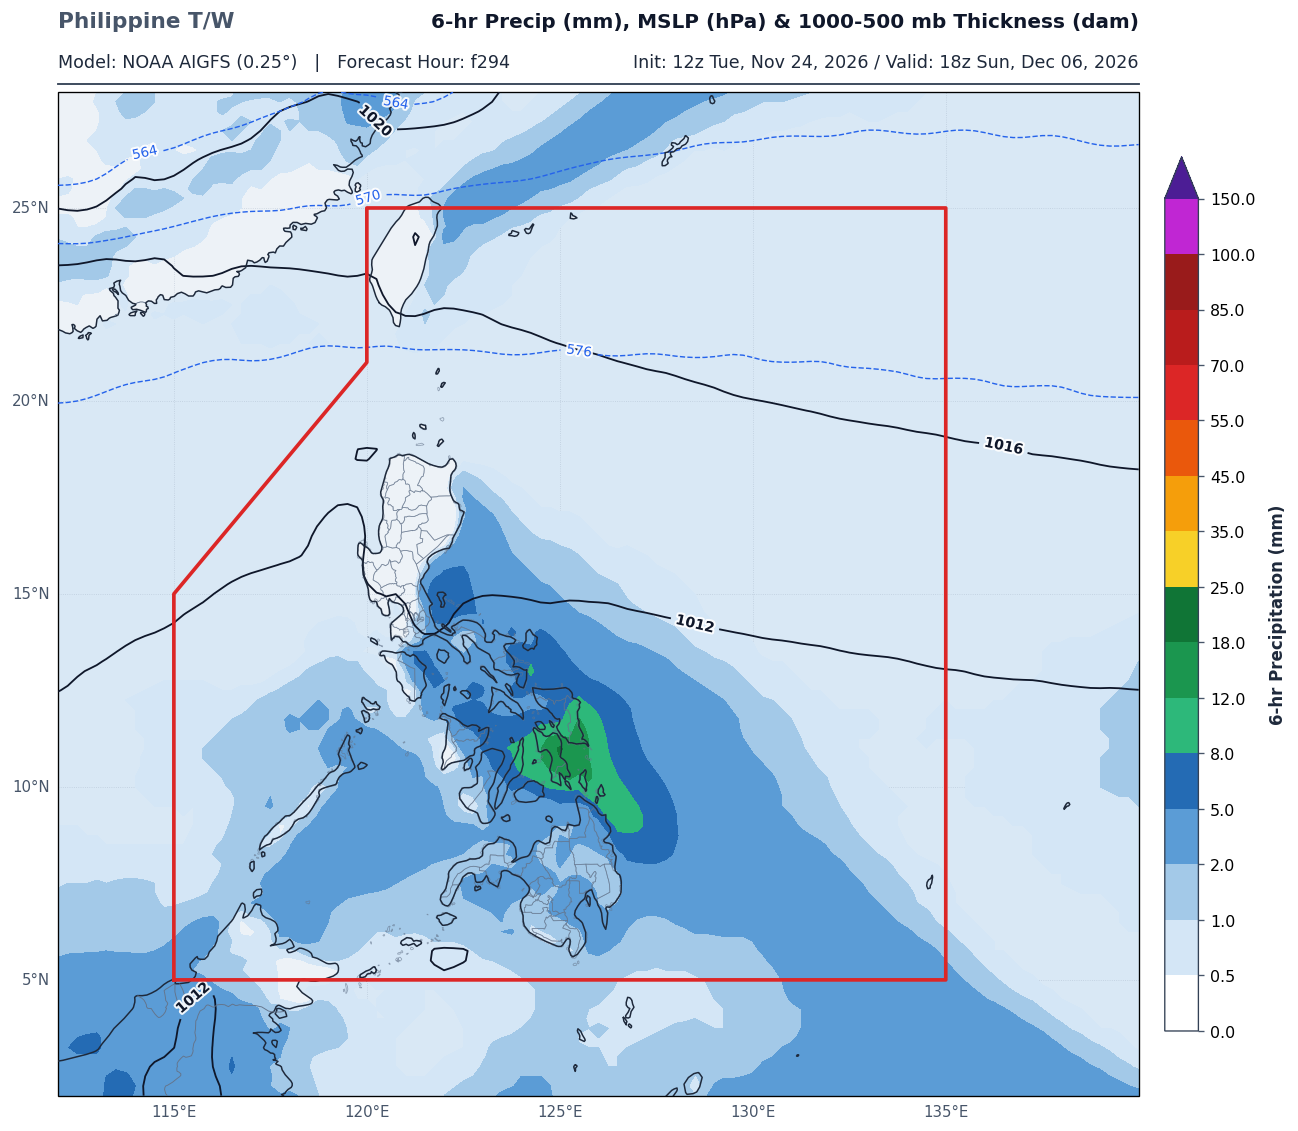 Philippine T/W
6-hr Precip (mm), MSLP (hPa) & 1000-500 mb Thickness (dam)
Model: NOAA AIGFS (0.25°)   |   Forecast Hour: f294
Init: 12z Tue, Nov 24, 2026 / Valid: 18z Sun, Dec 06, 2026
564
1020
564
570
25°N
576
20°N
1016
15°N
1012
10°N
5°N
1012
115°E
120°E
125°E
130°E
135°E
150.0
100.0
85.0
70.0
55.0
45.0
35.0
25.0
18.0
12.0
8.0
5.0
2.0
1.0
0.5
0.0
6-hr Precipitation (mm)